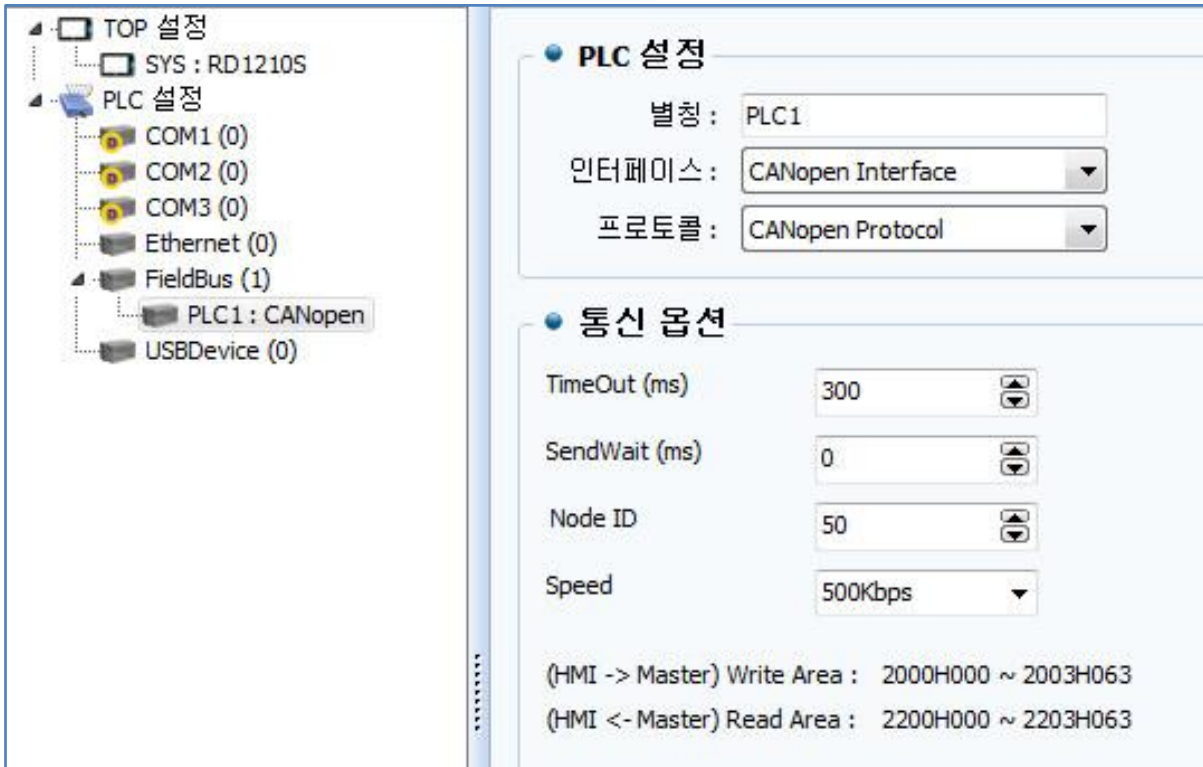 TOP 설정
SYS : RD1210S
PLC 설정
COM1 (0)
COM2 (0)
COM3 (0)
Ethernet (0)
FieldBus (1)
PLC1 : CANopen
USBDevice (0)
PLC 설정
별칭 : PLC1
인터페이스 : CANopen Interface
프로토콜 : CANopen Protocol
통신 옵션
TimeOut (ms) 300
SendWait (ms) 0
Node ID 50
Speed 500Kbps
(HMI -> Master) Write Area : 2000H000 ~ 2003H063
(HMI <- Master) Read Area : 2200H000 ~ 2203H063